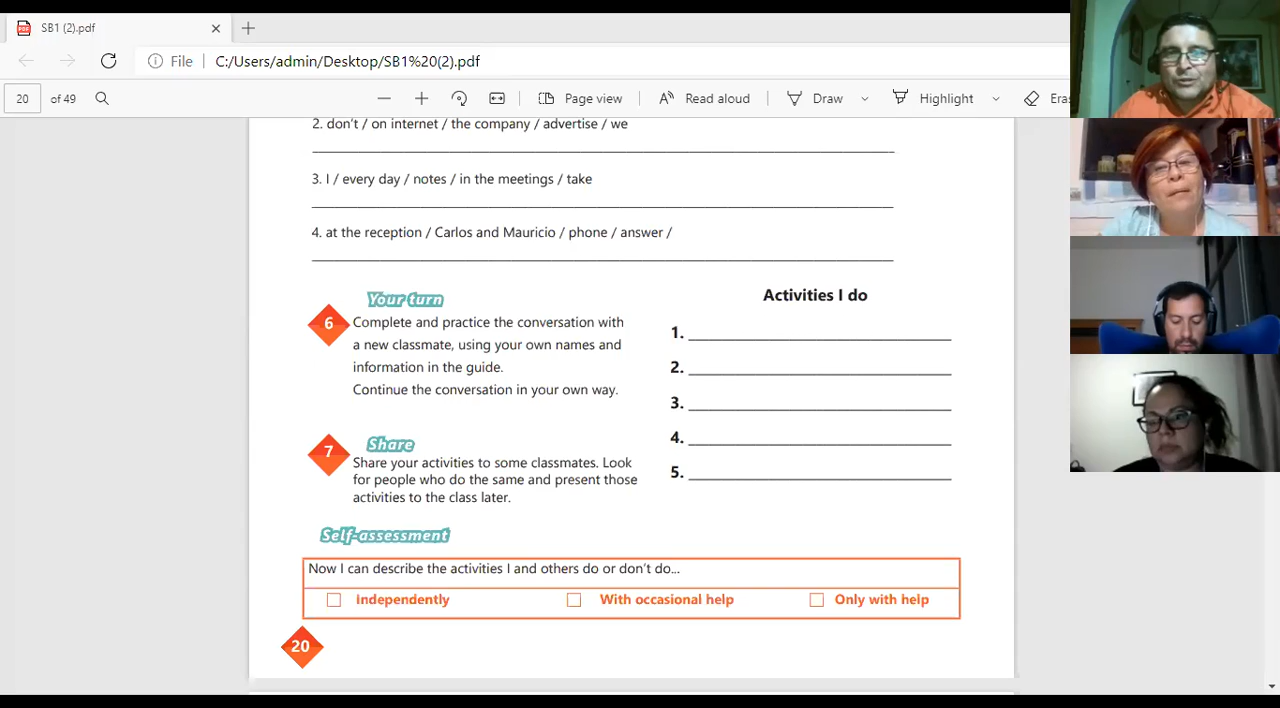 SB1 (2).pdf
File
C:/Users/admin/Desktop/SB1%20(2).pdf
20 of 49
Page view
Read aloud
Draw
Highlight
Eras
2. don't / on internet / the company / advertise / we
3. I / every day / notes / in the meetings / take
4. at the reception / Carlos and Mauricio / phone / answer /
Your turn
6
Complete and practice the conversation with
a new classmate, using your own names and
information in the guide.
Continue the conversation in your own way.
Activities I do
1.
2.
3.
4.
5.
7
Share
Share your activities to some classmates. Look
for people who do the same and present those
activities to the class later.
Self-assessment
Now I can describe the activities I and others do or don't do...
Independently
With occasional help
Only with help
20